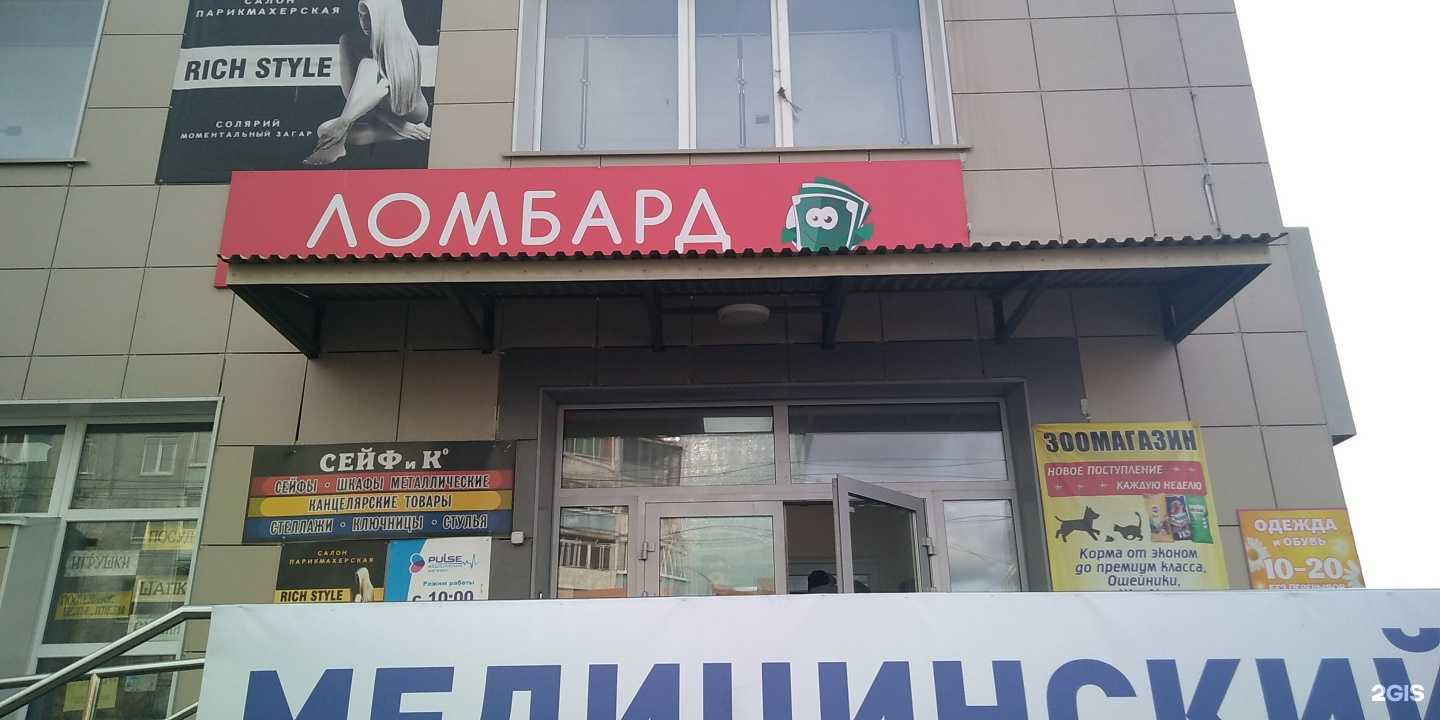 САЛОН
ПАРИКМАХЕРСКАЯ
RICH STYLE
СОЛЯРИЙ
МОМЕНТАЛЬНЫЙ ЗАГАР
ЛОМБАРД
СЕЙФ и К°
СЕЙФЫ · ШКАФЫ МЕТАЛЛИЧЕСКИЕ
КАНЦЕЛЯРСКИЕ ТОВАРЫ
СТЕЛЛАЖИ · КЛЮЧНИЦЫ · СТУЛЬЯ
САЛОН
ПАРИКМАХЕРСКАЯ
RICH STYLE
PULSE
Режим работы
с 10:00
ЗООМАГАЗИН
НОВОЕ ПОСТУПЛЕНИЕ
КАЖДУЮ НЕДЕЛЮ
Корма от эконом
до премиум класса,
Ошейники,
ОДЕЖДА
и ОБУВЬ
10-20
ПОСУД
ИГРУШКИ
ШАПК
МЕДИЦИНСКИЙ
2GIS